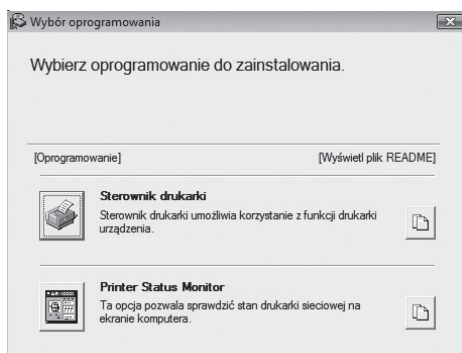 Wybór oprogramowania
Wybierz oprogramowanie do zainstalowania.
[Oprogramowanie] [Wyświetl plik README]
Sterownik drukarki
Sterownik drukarki umożliwia korzystanie z funkcji drukarki
urządzenia.
Printer Status Monitor
Ta opcja pozwala sprawdzić stan drukarki sieciowej na
ekranie komputera.